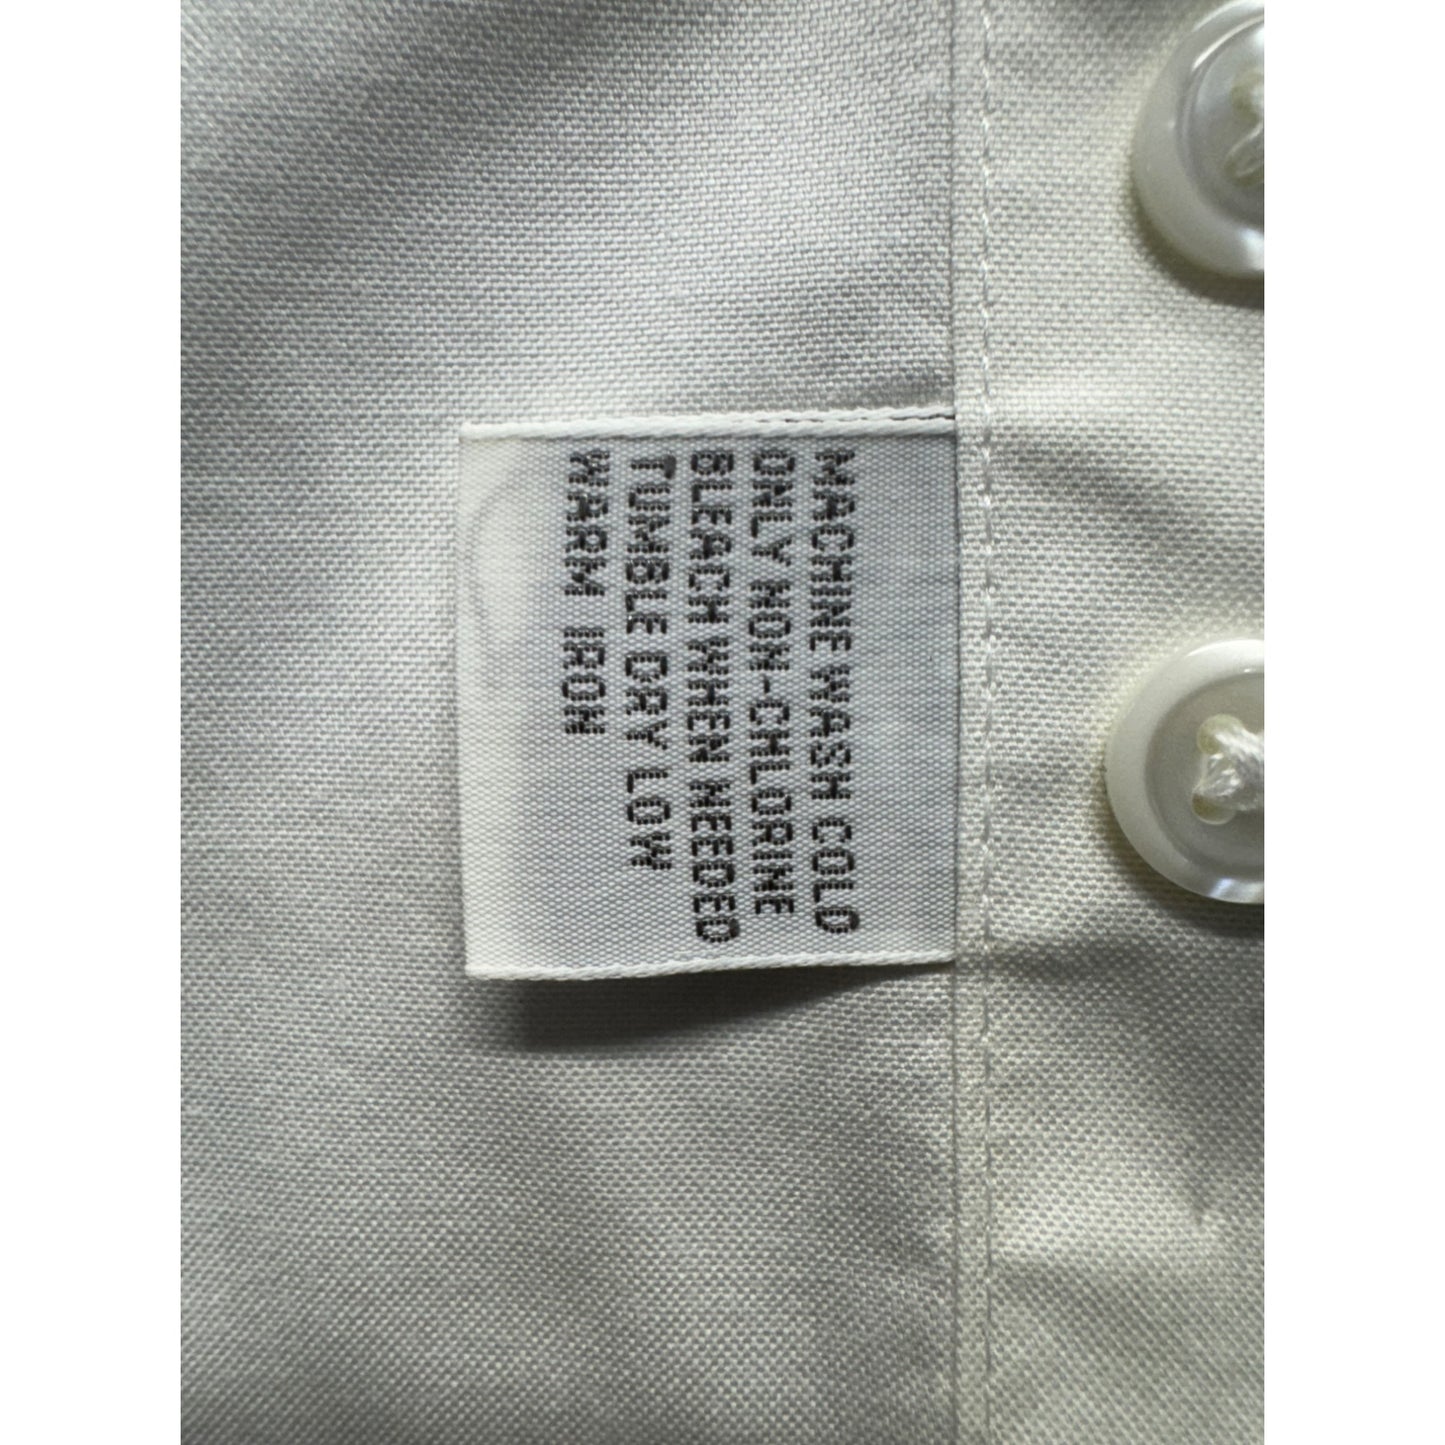 MACHINE WASH COLD
ONLY NON-CHLORINE
BLEACH WHEN NEEDED
TUMBLE DRY LOW
WARM IRON